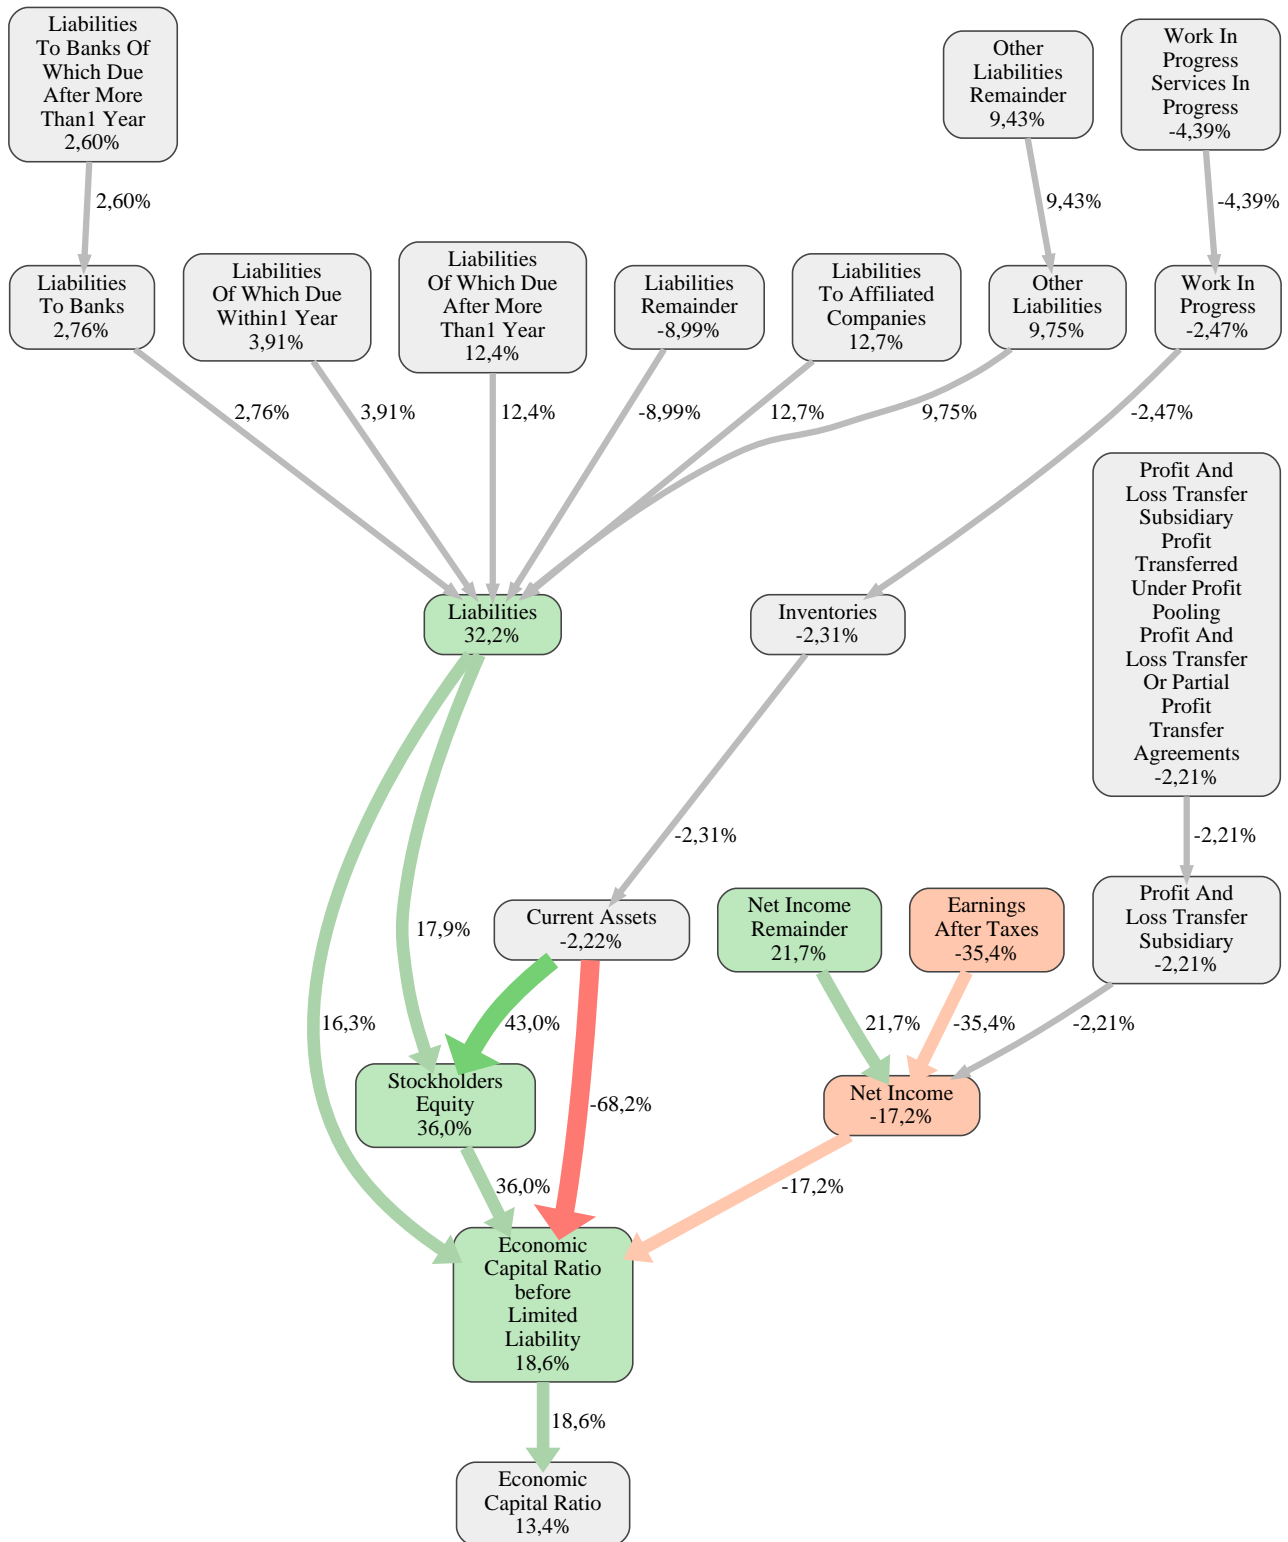 Liabilities
To Banks Of
Which Due
After More
Than1 Year
2,60%
Other
Liabilities
Remainder
9,43%
Work In
Progress
Services In
Progress
-4,39%
2,60%
9,43%
-4,39%
Liabilities
To Banks
2,76%
Liabilities
Of Which Due
Within1 Year
3,91%
Liabilities
Of Which Due
After More
Than1 Year
12,4%
Liabilities
Remainder
-8,99%
Liabilities
To Affiliated
Companies
12,7%
Other
Liabilities
9,75%
Work In
Progress
-2,47%
2,76%
3,91%
12,4%
-8,99%
12,7%
9,75%
-2,47%
Profit And
Loss Transfer
Subsidiary
Profit
Transferred
Under Profit
Pooling
Profit And
Loss Transfer
Or Partial
Profit
Transfer
Agreements
-2,21%
Liabilities
32,2%
Inventories
-2,31%
-2,31%
-2,21%
Current Assets
-2,22%
Net Income
Remainder
21,7%
Earnings
After Taxes
-35,4%
Profit And
Loss Transfer
Subsidiary
-2,21%
17,9%
16,3%
43,0%
21,7%
-35,4%
-2,21%
Stockholders
Equity
36,0%
-68,2%
Net Income
-17,2%
36,0%
-17,2%
Economic
Capital Ratio
before
Limited
Liability
18,6%
18,6%
Economic
Capital Ratio
13,4%